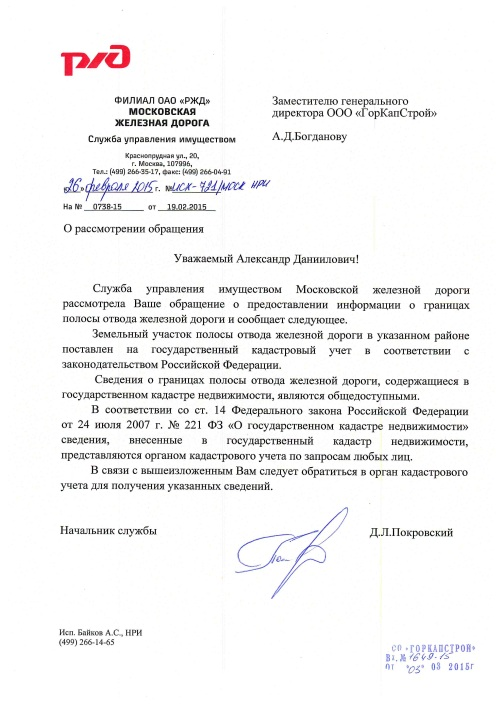 РЖД
ФИЛИАЛ ОАО «РЖД»
МОСКОВСКАЯ
ЖЕЛЕЗНАЯ ДОРОГА
Служба управления имуществом
Краснопрудная ул., 20,
г. Москва, 107996,
Тел.: (499) 266-35-17, факс: (499) 266-04-91
«26» февраля 2015 г. № исх-721/моск нри
На № 0738-15 от 19.02.2015
Заместителю генерального
директора ООО «ГорКапСтрой»
А.Д.Богданову
О рассмотрении обращения
Уважаемый Александр Даниилович!
Служба управления имуществом Московской железной дороги
рассмотрела Ваше обращение о предоставлении информации о границах
полосы отвода железной дороги и сообщает следующее.
Земельный участок полосы отвода железной дороги в указанном районе
поставлен на государственный кадастровый учет в соответствии с
законодательством Российской Федерации.
Сведения о границах полосы отвода железной дороги, содержащиеся в
государственном кадастре недвижимости, являются общедоступными.
В соответствии со ст. 14 Федерального закона Российской Федерации
от 24 июля 2007 г. № 221 ФЗ «О государственном кадастре недвижимости»
сведения, внесенные в государственный кадастр недвижимости,
представляются органом кадастрового учета по запросам любых лиц.
В связи с вышеизложенным Вам следует обратиться в орган кадастрового
учета для получения указанных сведений.
Начальник службы
Д.Л.Покровский
Исп. Байков А.С., НРИ
(499) 266-14-65
ОО «ГОРКАПСТРОЙ»
Вх.№ 1649-15
ОТ "05" 03 2015г